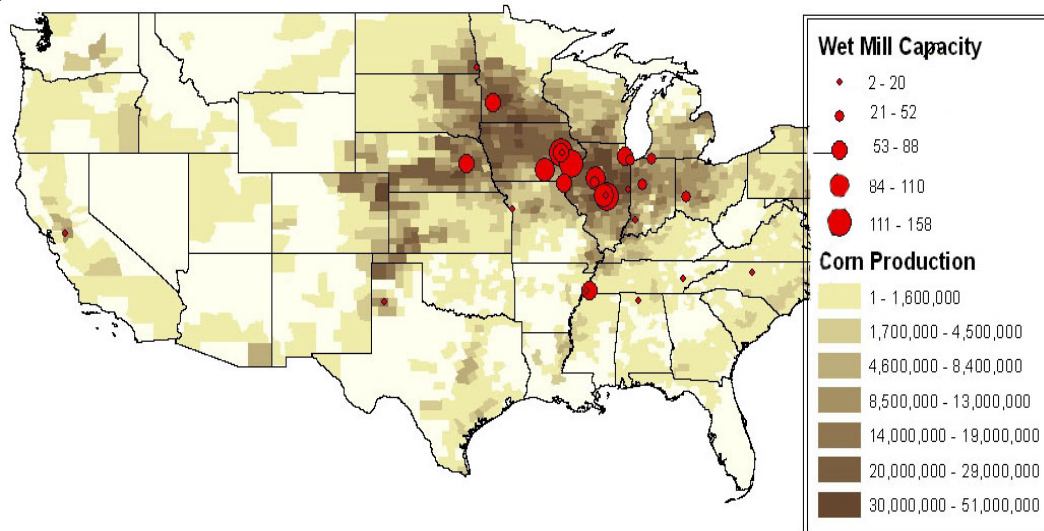 Wet Mill Capacity
2 - 20
21 - 52
53 - 88
84 - 110
111 - 158
Corn Production
1 - 1,600,000
1,700,000 - 4,500,000
4,600,000 - 8,400,000
8,500,000 - 13,000,000
14,000,000 - 19,000,000
20,000,000 - 29,000,000
30,000,000 - 51,000,000